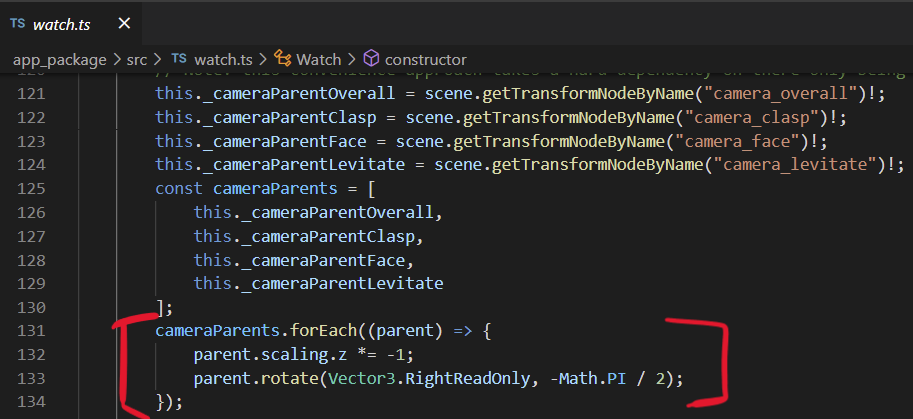 TS watch.ts ×
app_package > src > TS watch.ts > Watch > constructor
121 this._cameraParentOverall = scene.getTransformNodeByName("camera_overall")!;
122 this._cameraParentClasp = scene.getTransformNodeByName("camera_clasp")!;
123 this._cameraParentFace = scene.getTransformNodeByName("camera_face")!;
124 this._cameraParentLevitate = scene.getTransformNodeByName("camera_levitate")!;
125 const cameraParents = [
126 this._cameraParentOverall,
127 this._cameraParentClasp,
128 this._cameraParentFace,
129 this._cameraParentLevitate
130 ];
131 cameraParents.forEach((parent) => {
132 parent.scaling.z *= -1;
133 parent.rotate(Vector3.RightReadOnly, -Math.PI / 2);
134 });